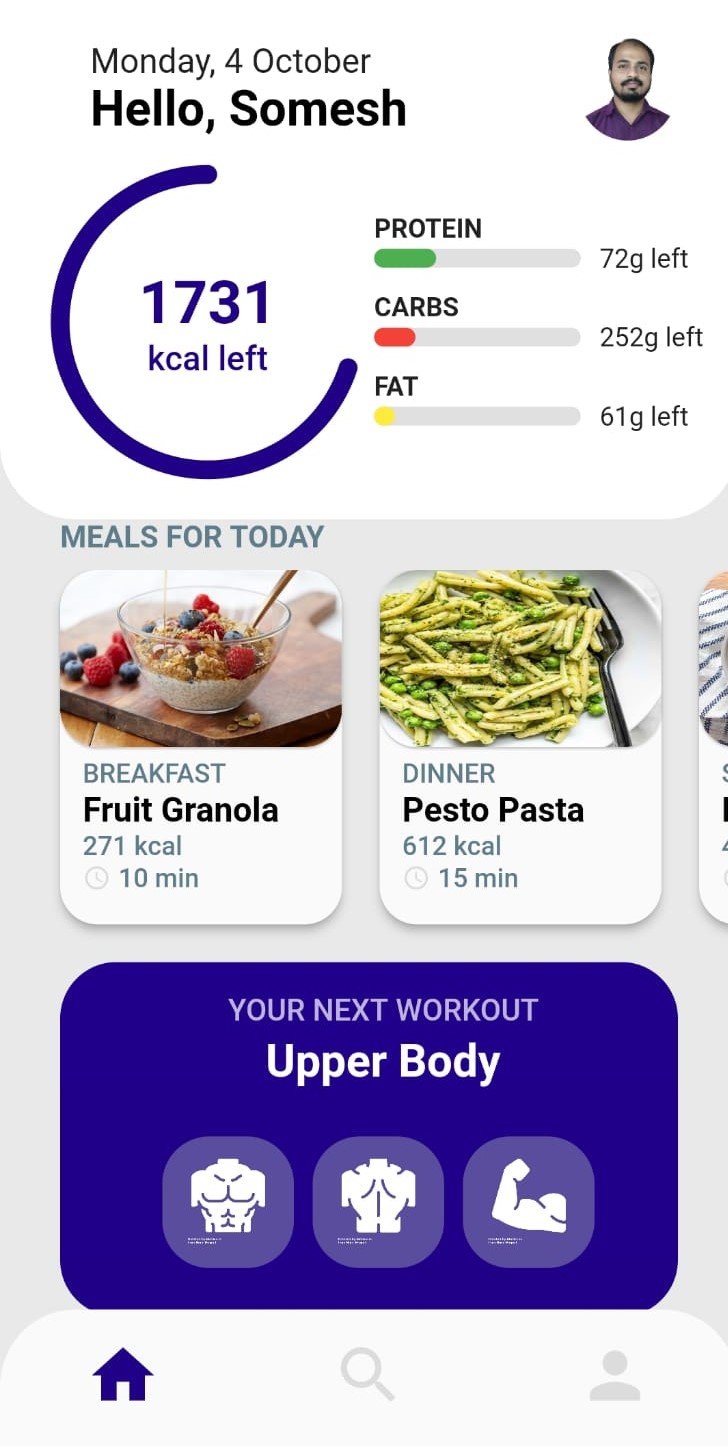 Monday, 4 October
Hello, Somesh
1731
kcal left
PROTEIN
72g left
CARBS
252g left
FAT
61g left
MEALS FOR TODAY
BREAKFAST
Fruit Granola
271 kcal
10 min
DINNER
Pesto Pasta
612 kcal
15 min
YOUR NEXT WORKOUT
Upper Body